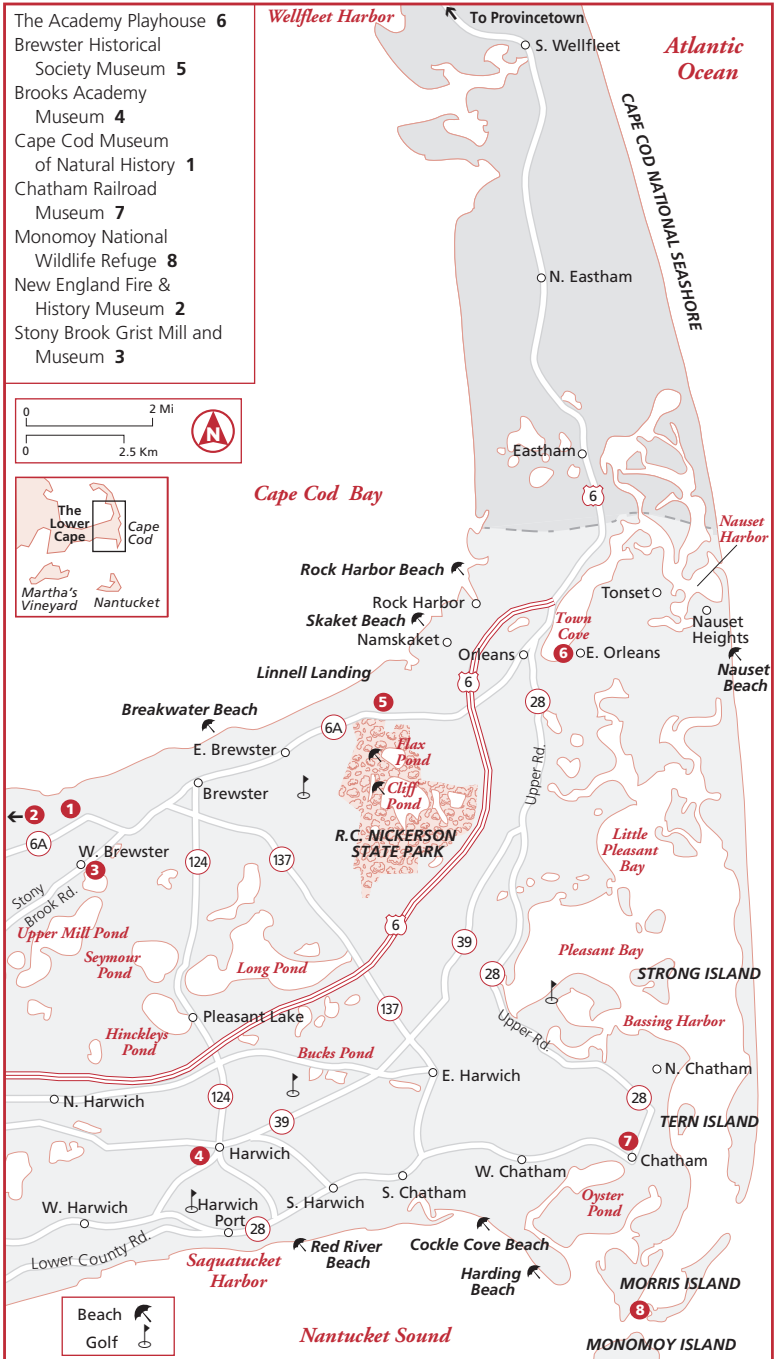 The Academy Playhouse 6
Brewster Historical
Society Museum 5
Brooks Academy
Museum 4
Cape Cod Museum
of Natural History 1
Chatham Railroad
Museum 7
Monomoy National
Wildlife Refuge 8
New England Fire &
History Museum 2
Stony Brook Grist Mill and
Museum 3
0 2 Mi
0 2.5 Km
N
The
Lower
Cape
Cape
Cod
Martha's
Vineyard
Nantucket
Wellfleet Harbor
To Provincetown
S. Wellfleet
Atlantic
Ocean
CAPE COD NATIONAL SEASHORE
N. Eastham
Eastham
6
Cape Cod Bay
Nauset
Harbor
Rock Harbor Beach
Rock Harbor
Tonset
Skaket Beach
Namskaket
Town
Cove
Nauset
Heights
Orleans
6
E. Orleans
Linnell Landing
6
Nauset
Beach
28
5
Breakwater Beach
6A
E. Brewster
Flax
Pond
Upper Rd.
Brewster
Cliff
Pond
2
1
R.C. NICKERSON
STATE PARK
6A
W. Brewster
3
124
137
Little
Pleasant
Bay
Stony
Brook Rd.
6
39
Upper Mill Pond
Seymour
Pond
Long Pond
Pleasant Bay
28
STRONG ISLAND
137
Pleasant Lake
Hinckleys
Pond
Bassing Harbor
Upper Rd.
Bucks Pond
E. Harwich
N. Chatham
N. Harwich
124
28
39
TERN ISLAND
4
Harwich
7
Chatham
W. Chatham
S. Harwich
S. Chatham
Oyster
Pond
W. Harwich
Harwich
Port
28
Lower County Rd.
Saquatucket
Harbor
Red River
Beach
Cockle Cove Beach
Harding
Beach
MORRIS ISLAND
8
Beach
Golf
Nantucket Sound
MONOMOY ISLAND